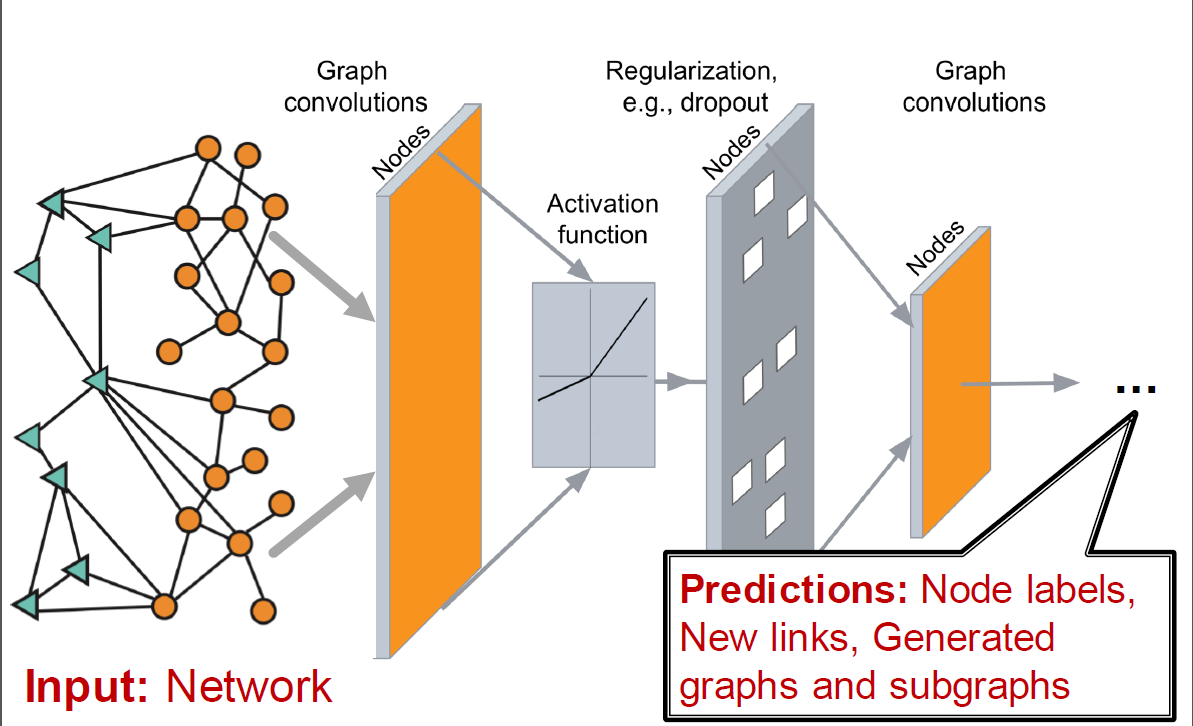 Graph
convolutions
Regularization,
e.g., dropout
Graph
convolutions
Nodes
Nodes
Activation
function
Nodes
...
Predictions: Node labels,
New links, Generated
graphs and subgraphs
Input: Network